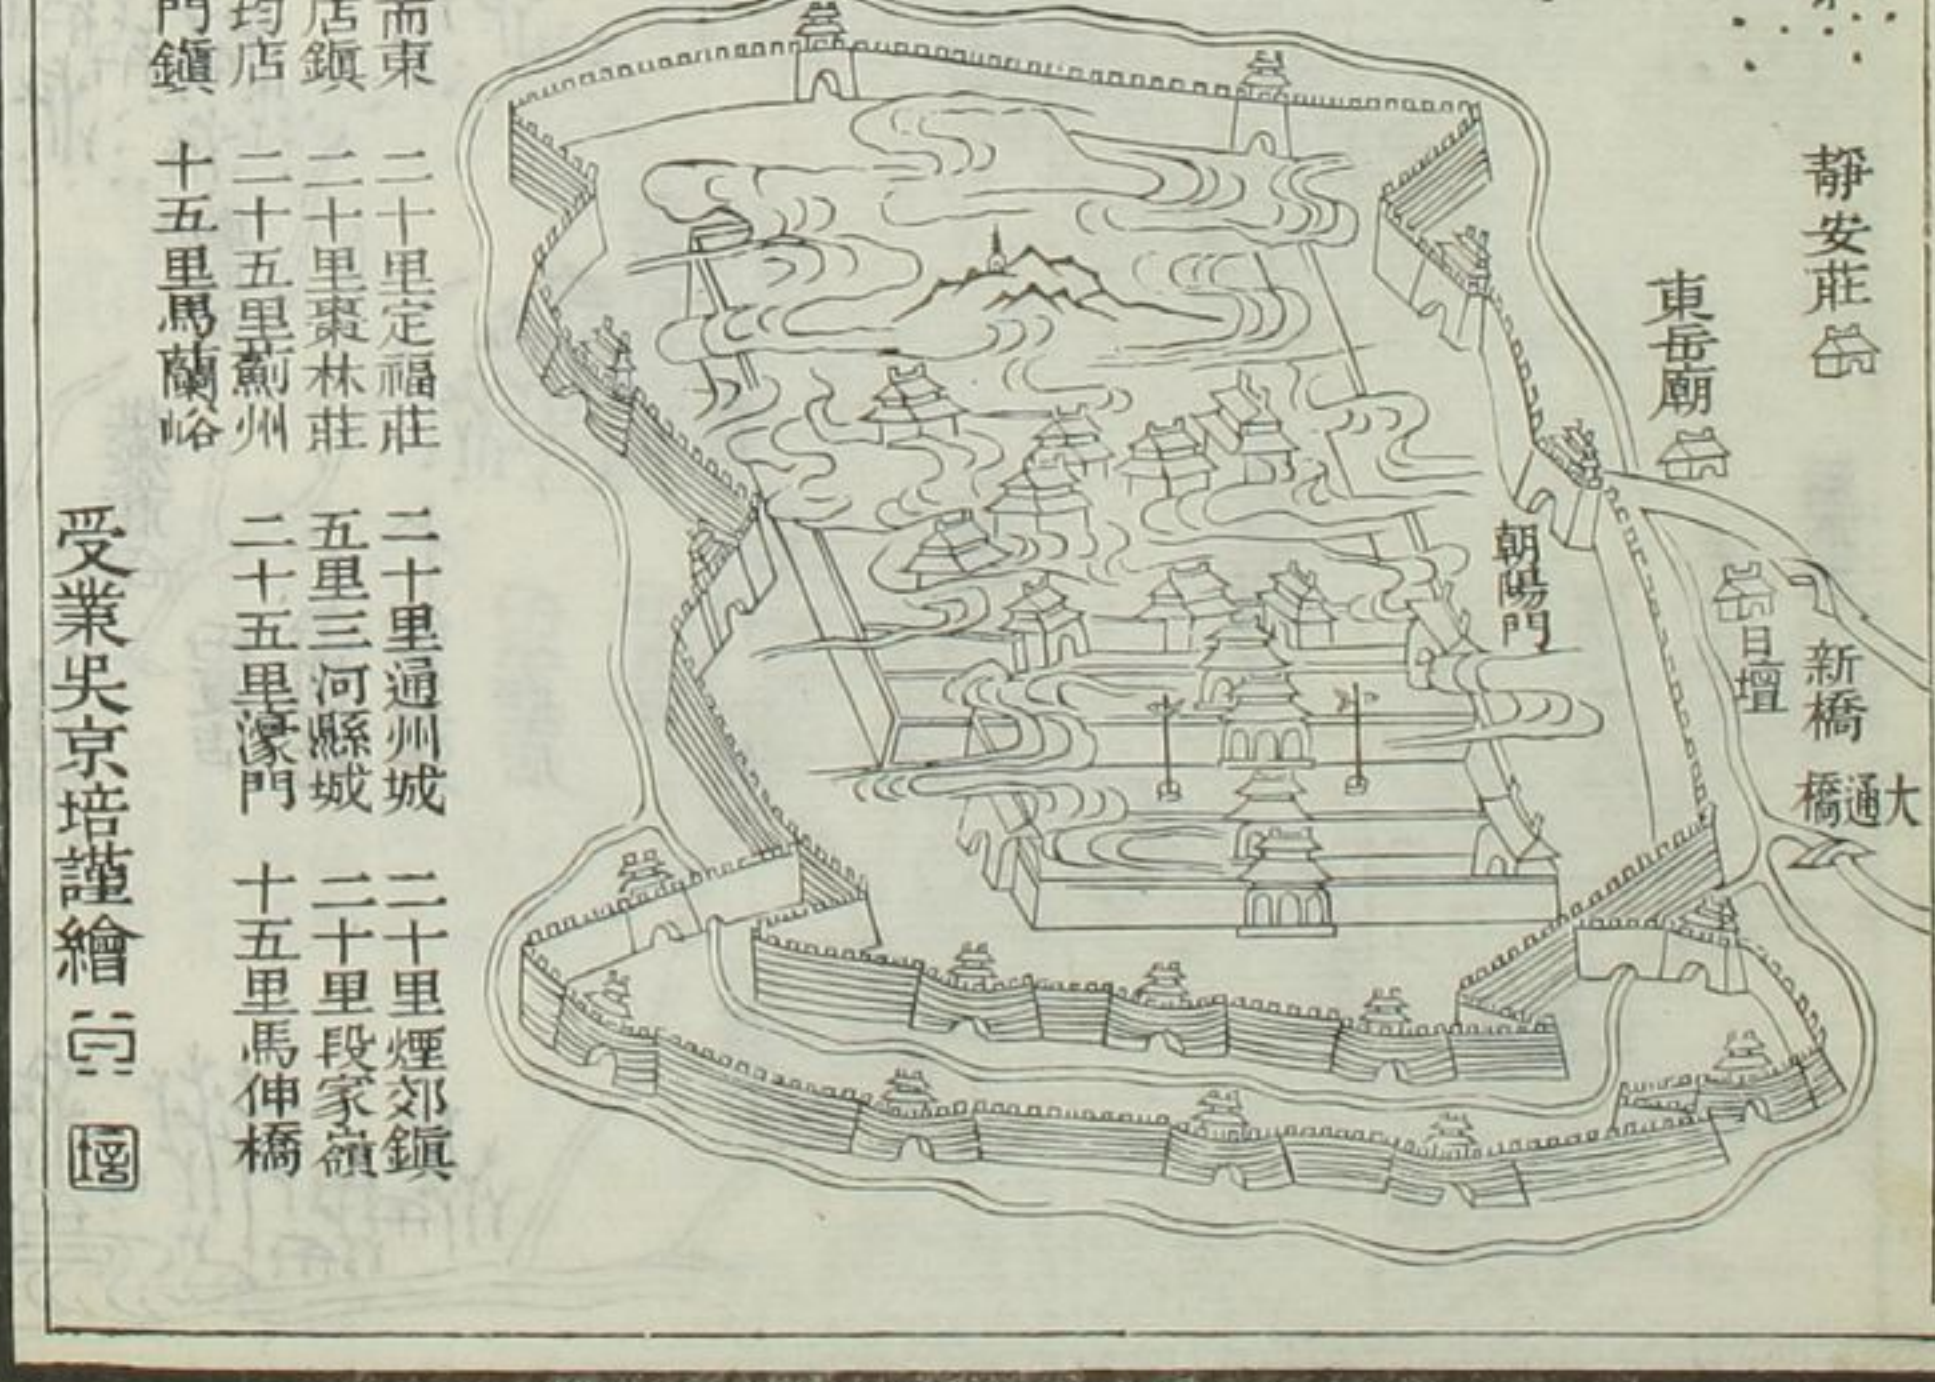 靜安莊
新橋
大通橋
東岳廟
日壇
朝陽門
而東 二十里定福莊 二十里通州城 二十里煙郊鎭
店鎭 二十里棗林莊 五里三河縣城 二十里段家嶺
均店 二十五里薊州 二十五里濠門 十五里馬伸橋
門鎭 十五里馬蘭峪
受業吳京培謹繪
培